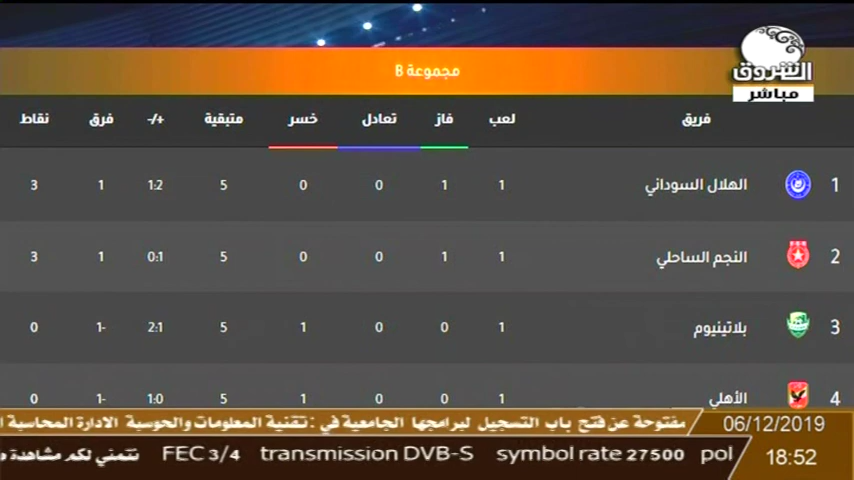 الشروق
مباشر
مجموعة B
فريق لعب فاز تعادل خسر متبقية +/- فرق نقاط
1 الهلال السوداني 1 1 0 0 5 1:2 1 3
2 النجم الساحلي 1 1 0 0 5 0:1 1 3
3 بلاتينيوم 1 0 0 1 5 2:1 1- 0
4 الأهلي 1 0 0 1 5 1:0 1- 0
06/12/2019 مفتوحة عن فتح باب التسجيل لبرامجها الجامعية في : تقنية المعلومات والحوسبة الادارة المحاسبة
18:52 نتمني لكم مشاهدة FEC 3/4 transmission DVB-S symbol rate 27500 pol